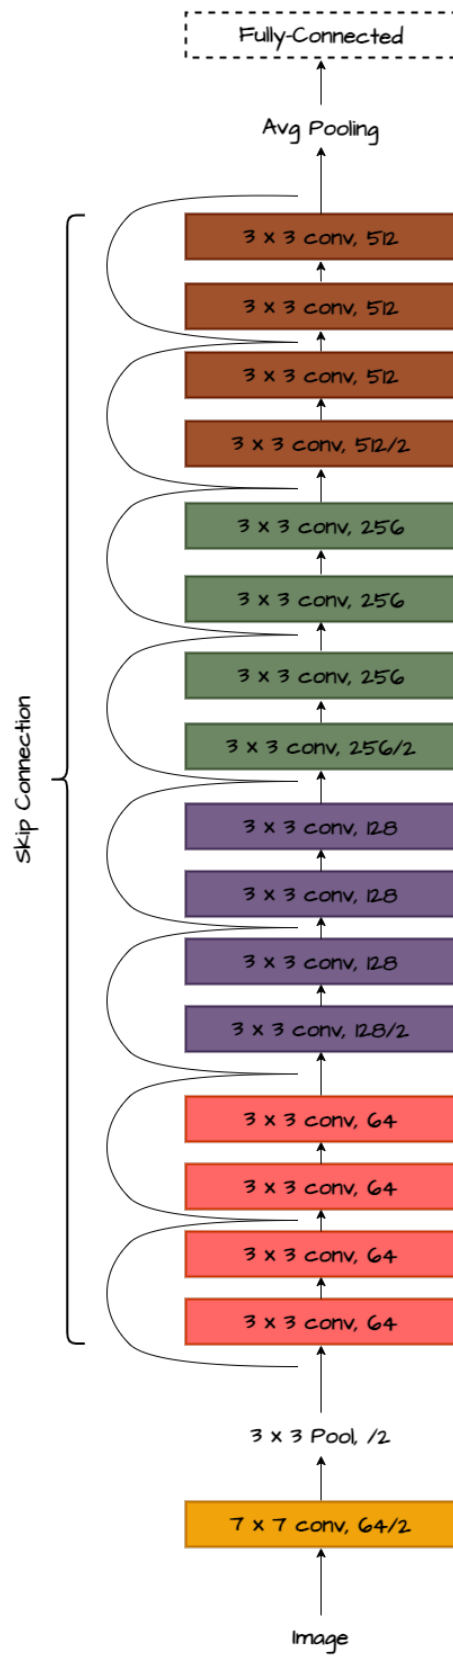 Fully-Connected
Avg Pooling
3 x 3 conv, 512
3 x 3 conv, 512
3 x 3 conv, 512
3 x 3 conv, 512/2
3 x 3 conv, 256
3 x 3 conv, 256
3 x 3 conv, 256
3 x 3 conv, 256/2
Skip Connection
3 x 3 conv, 128
3 x 3 conv, 128
3 x 3 conv, 128
3 x 3 conv, 128/2
3 x 3 conv, 64
3 x 3 conv, 64
3 x 3 conv, 64
3 x 3 conv, 64
3 x 3 Pool, /2
7 x 7 conv, 64/2
Image